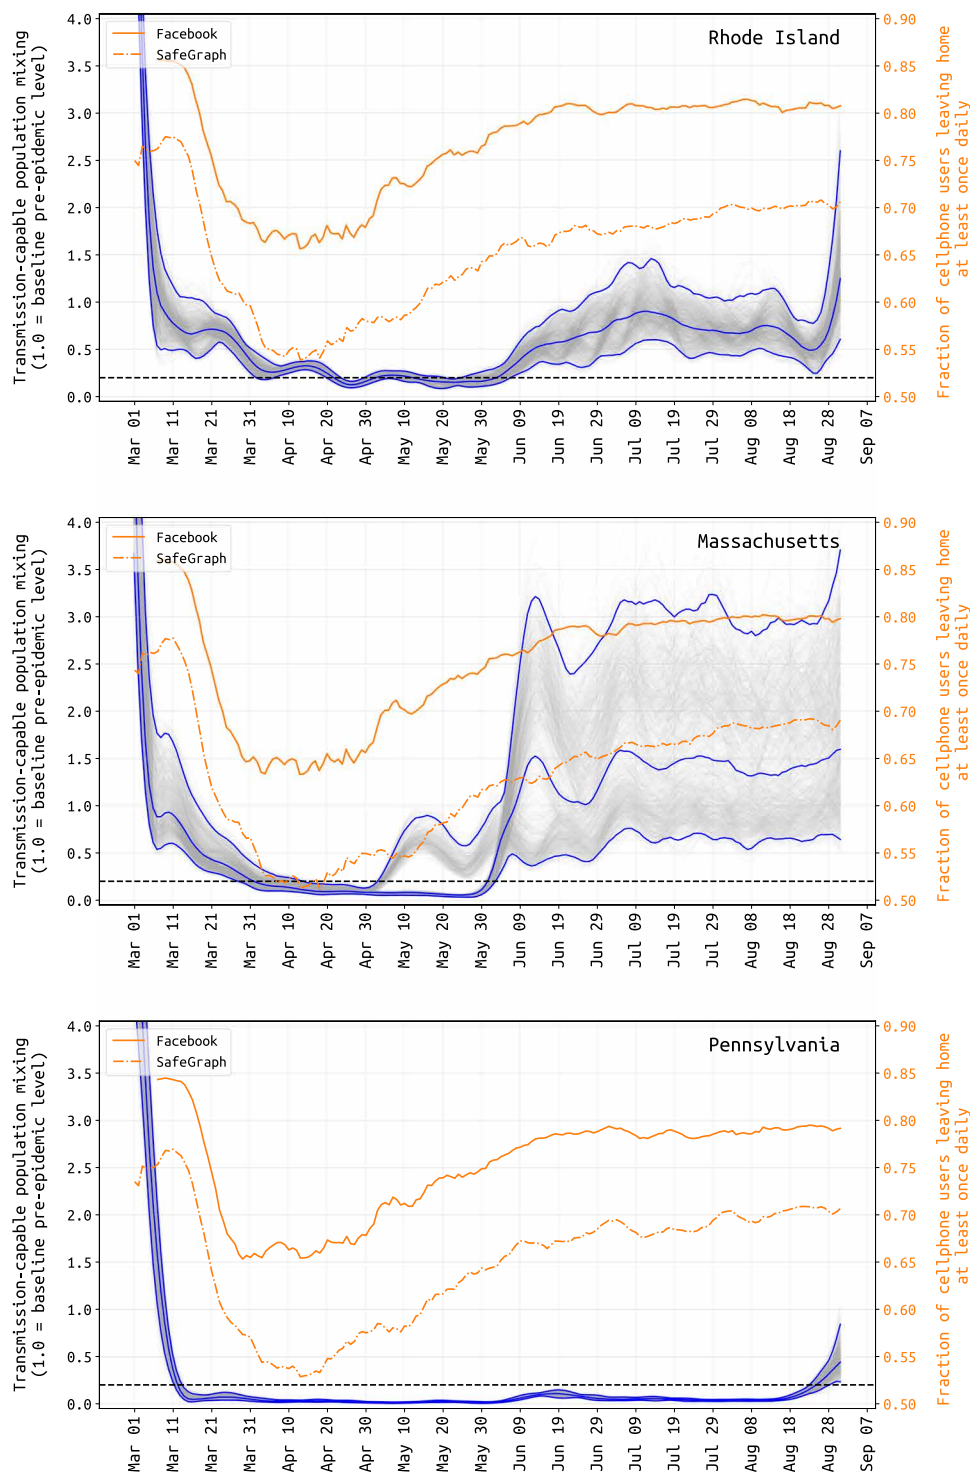 Transmission-capable population mixing
(1.0 = baseline pre-epidemic level)
4.0
3.5
3.0
2.5
2.0
1.5
1.0
0.5
0.0
Facebook
SafeGraph
Rhode Island
0.90
0.85
0.80
0.75
0.70
0.65
0.60
0.55
0.50
Fraction of cellphone users leaving home
at least once daily
Mar 01
Mar 11
Mar 21
Mar 31
Apr 10
Apr 20
Apr 30
May 10
May 20
May 30
Jun 09
Jun 19
Jun 29
Jul 09
Jul 19
Jul 29
Aug 08
Aug 18
Aug 28
Sep 07
Transmission-capable population mixing
(1.0 = baseline pre-epidemic level)
4.0
3.5
3.0
2.5
2.0
1.5
1.0
0.5
0.0
Facebook
SafeGraph
Massachusetts
0.90
0.85
0.80
0.75
0.70
0.65
0.60
0.55
0.50
Fraction of cellphone users leaving home
at least once daily
Mar 01
Mar 11
Mar 21
Mar 31
Apr 10
Apr 20
Apr 30
May 10
May 20
May 30
Jun 09
Jun 19
Jun 29
Jul 09
Jul 19
Jul 29
Aug 08
Aug 18
Aug 28
Sep 07
Transmission-capable population mixing
(1.0 = baseline pre-epidemic level)
4.0
3.5
3.0
2.5
2.0
1.5
1.0
0.5
0.0
Facebook
SafeGraph
Pennsylvania
0.90
0.85
0.80
0.75
0.70
0.65
0.60
0.55
0.50
Fraction of cellphone users leaving home
at least once daily
Mar 01
Mar 11
Mar 21
Mar 31
Apr 10
Apr 20
Apr 30
May 10
May 20
May 30
Jun 09
Jun 19
Jun 29
Jul 09
Jul 19
Jul 29
Aug 08
Aug 18
Aug 28
Sep 07